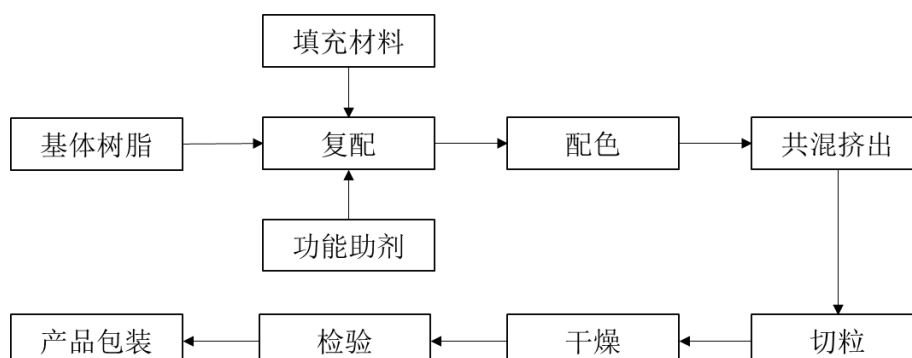 填充材料
基体树脂
复配
配色
共混挤出
功能助剂
产品包装
检验
干燥
切粒